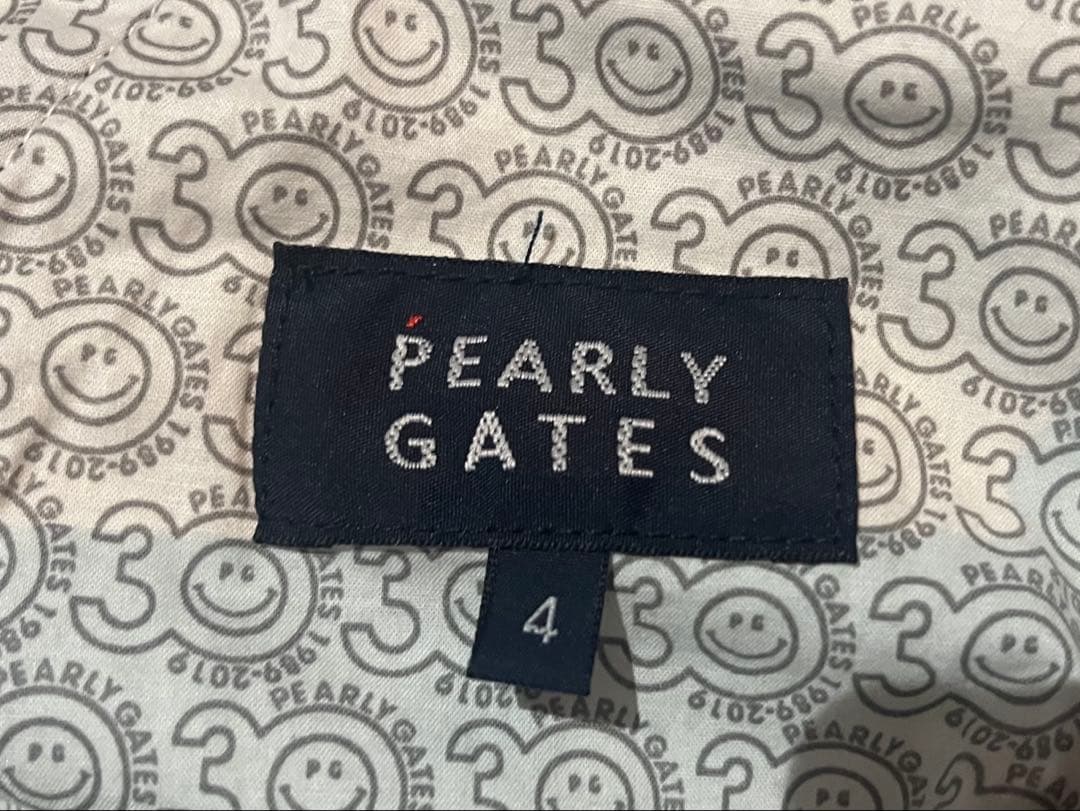 PEARLY
GATES
4
30
PEARLY GATES 1989-2019
PG